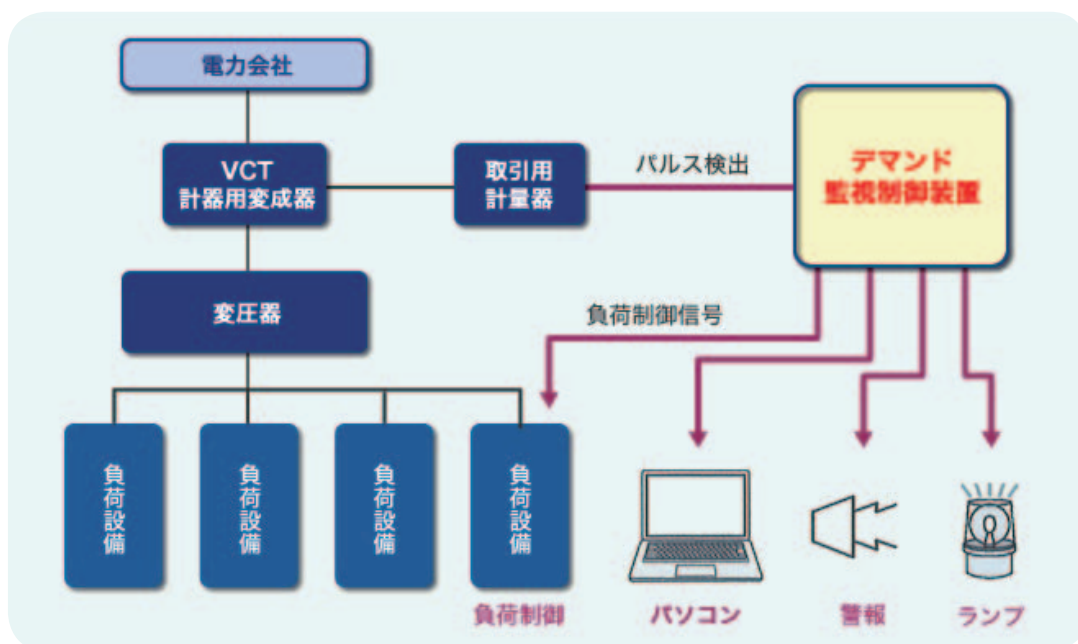 電力会社
VCT
計器用変成器
取引用
計量器
パルス検出
デマンド
監視制御装置
変圧器
負荷制御信号
負荷設備
負荷設備
負荷設備
負荷設備
負荷制御
パソコン
警報
ランプ